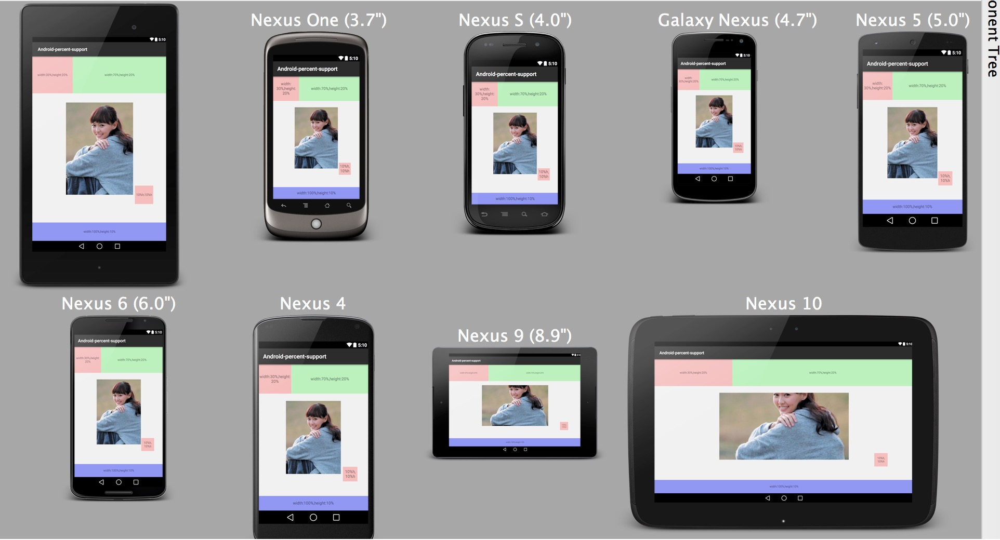 5:10
Android-percent-support
width:30%,height:20%
width:70%,height:20%
10%h,10%h
width:100%,height:10%
Nexus One (3.7")
5:10
Android-percent-support
width:
30%,height:
20%
width:70%,height:20%
10%h,
10%h
width:100%,height:10%
Nexus S (4.0")
5:10
Android-percent-support
width:
30%,height:
20%
width:70%,height:20%
10%h,
10%h
width:100%,height:10%
Galaxy Nexus (4.7")
5:10
Android-percent-support
width:
30%,height:20%
width:70%,height:20%
10%h,
10%h
width:100%,height:10%
Nexus 5 (5.0")
5:10
Android-percent-support
width:
30%,height:20%
width:70%,height:20%
10%h,
10%h
width:100%,height:10%
onent Tree
Nexus 6 (6.0")
5:10
Android-percent-support
width:30%,height:
20%
width:70%,height:20%
10%h,
10%h
width:100%,height:10%
Nexus 4
5:10
Android-percent-support
width:30%,height:
20%
width:70%,height:20%
10%h,
10%h
width:100%,height:10%
Nexus 9 (8.9")
5:10
Android-percent-support
width:30%,height:20%
width:70%,height:20%
10%h,
10%h
width:100%,height:10%
Nexus 10
5:10
Android-percent-support
width:30%,height:20%
width:70%,height:20%
10%h,
10%h
width:100%,height:10%